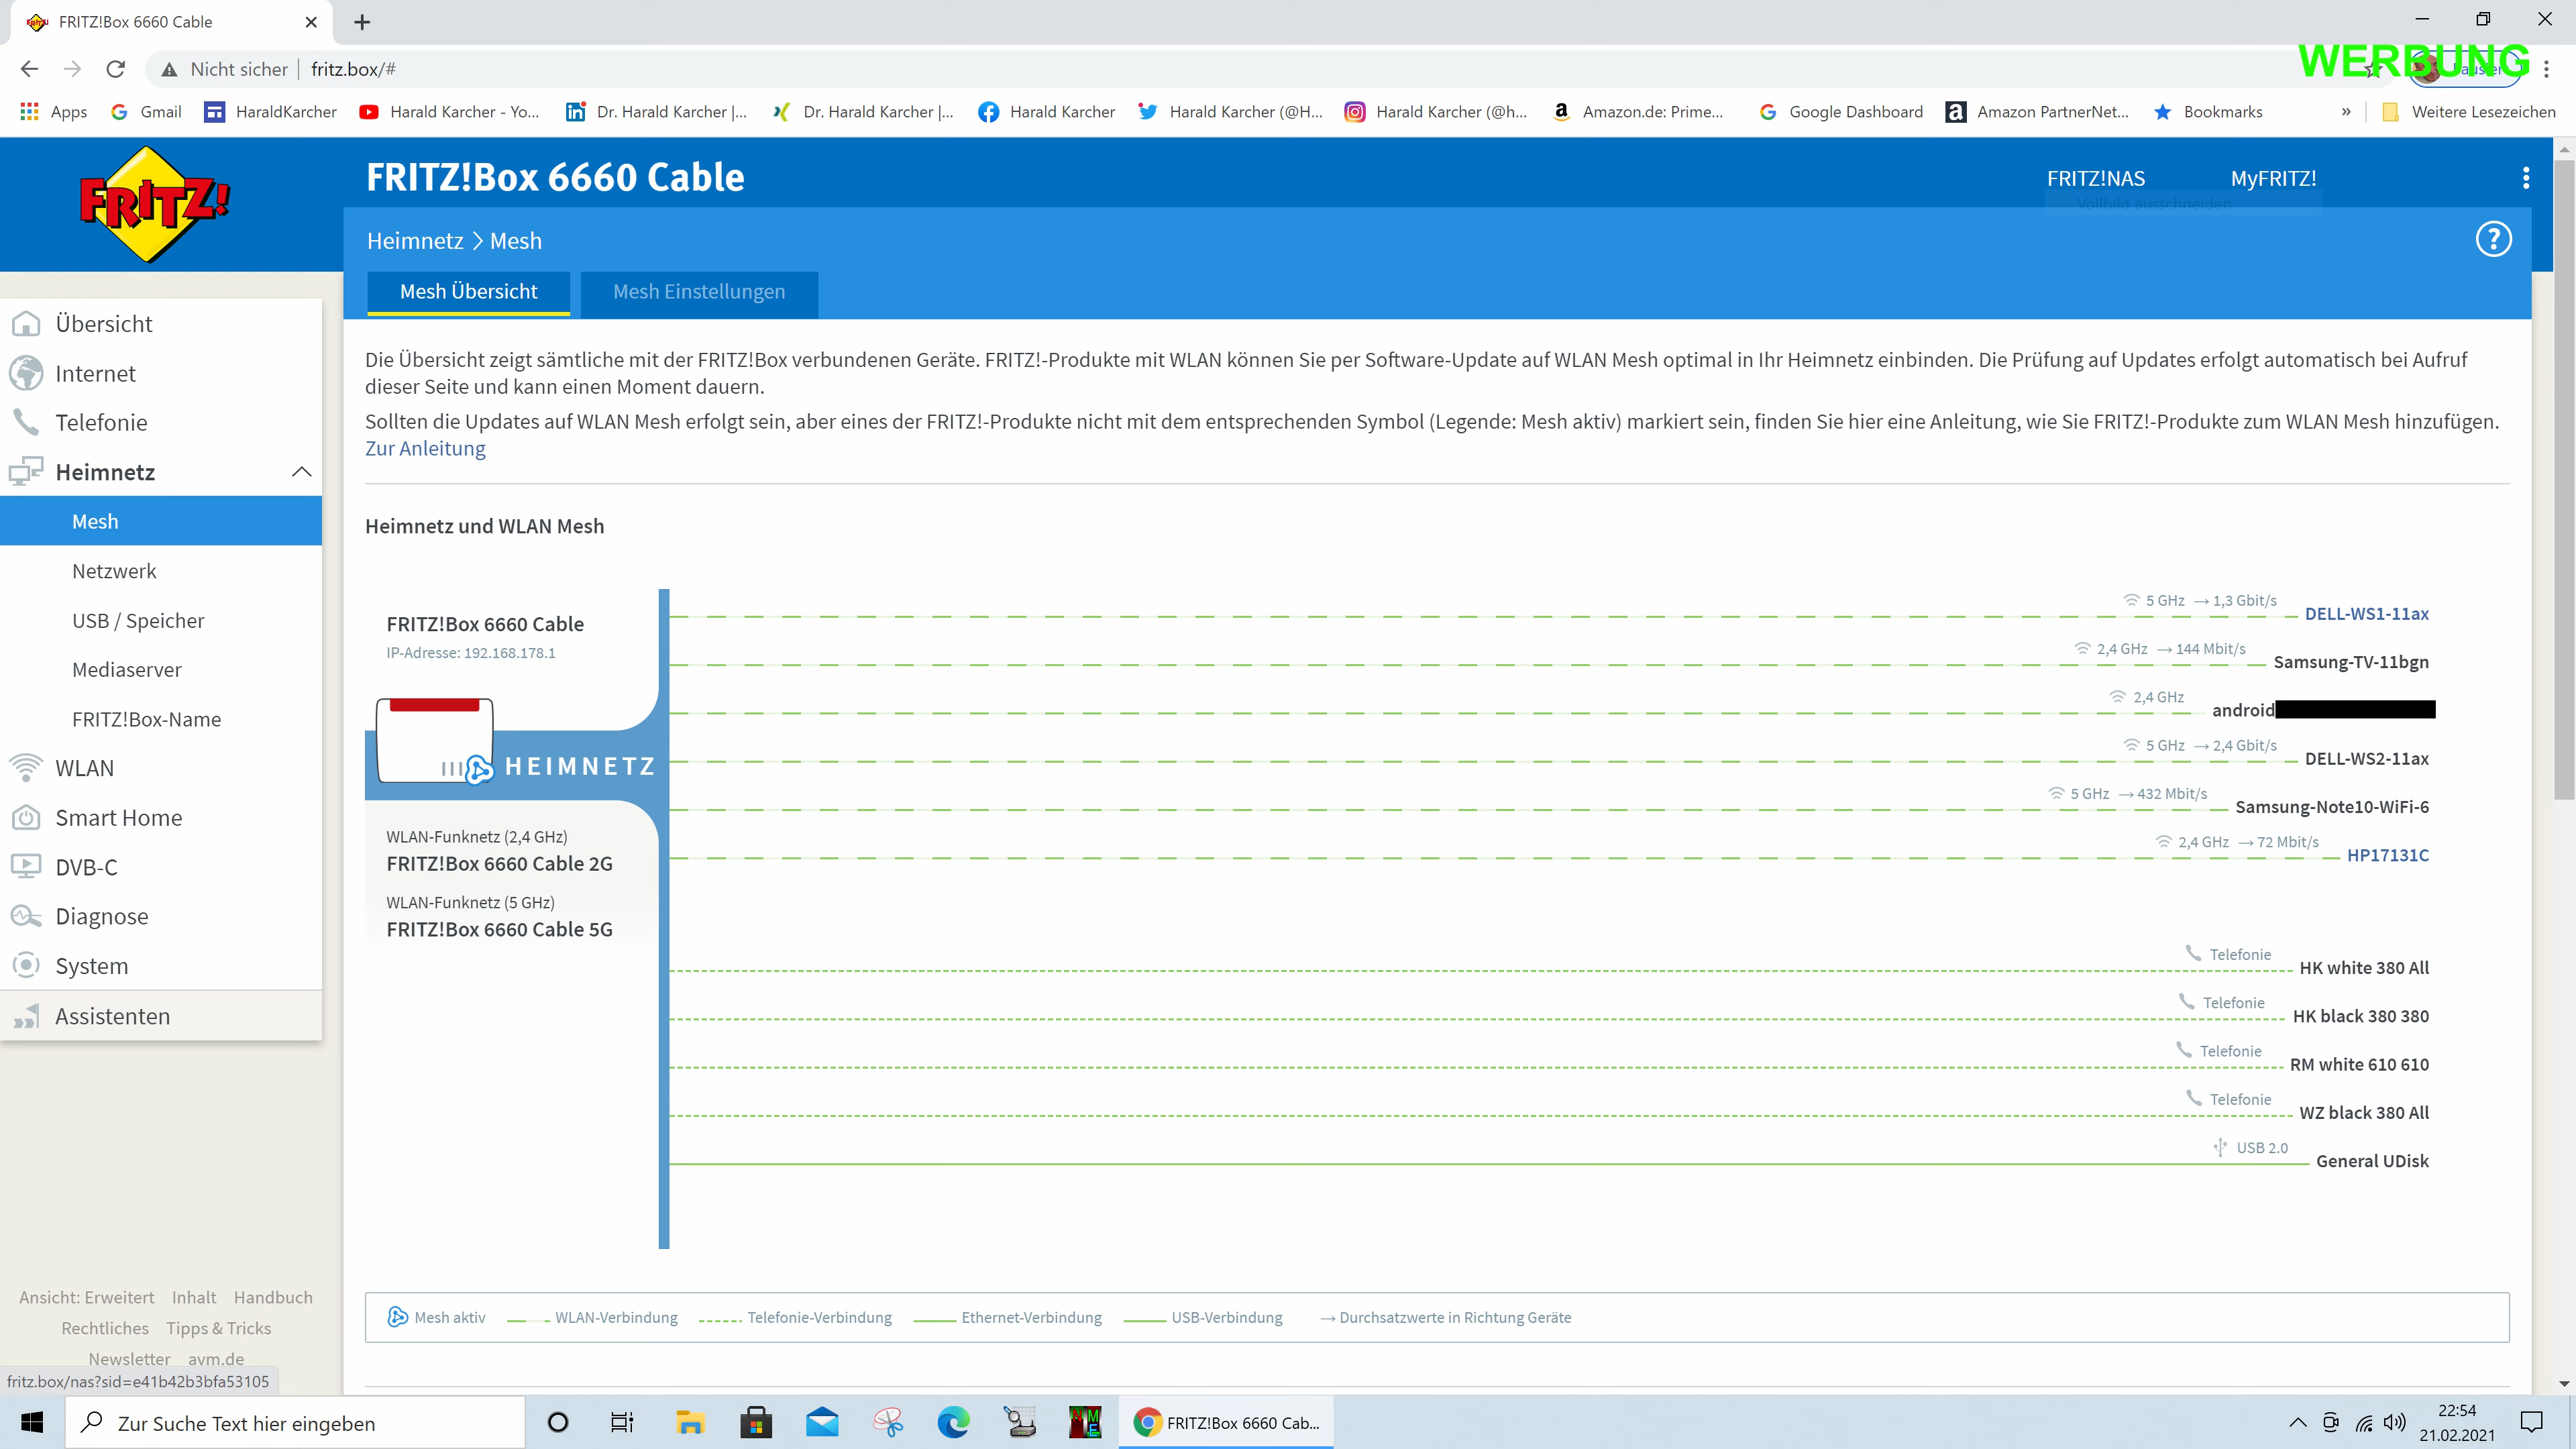 FRITZ!Box 6660 Cable
Nicht sicher | fritz.box/#
WERBUNG
Apps Gmail HaraldKarcher Harald Karcher - Yo... Dr. Harald Karcher |... Dr. Harald Karcher |... Harald Karcher Harald Karcher (@H... Harald Karcher (@h... Amazon.de: Prime... Google Dashboard Amazon PartnerNet... Bookmarks » Weitere Lesezeichen
FRITZ!
FRITZ!Box 6660 Cable
FRITZ!NAS MyFRITZ!
Vollbild ausschneiden
Heimnetz > Mesh
?
Mesh Übersicht Mesh Einstellungen
Übersicht
Internet
Telefonie
Heimnetz
Mesh
Netzwerk
USB / Speicher
Mediaserver
FRITZ!Box-Name
WLAN
Smart Home
DVB-C
Diagnose
System
Assistenten
Ansicht: Erweitert Inhalt Handbuch
Rechtliches Tipps & Tricks
Newsletter avm.de
fritz.box/nas?sid=e41b42b3bfa53105
Die Übersicht zeigt sämtliche mit der FRITZ!Box verbundenen Geräte. FRITZ!-Produkte mit WLAN können Sie per Software-Update auf WLAN Mesh optimal in Ihr Heimnetz einbinden. Die Prüfung auf Updates erfolgt automatisch bei Aufruf
dieser Seite und kann einen Moment dauern.
Sollten die Updates auf WLAN Mesh erfolgt sein, aber eines der FRITZ!-Produkte nicht mit dem entsprechenden Symbol (Legende: Mesh aktiv) markiert sein, finden Sie hier eine Anleitung, wie Sie FRITZ!-Produkte zum WLAN Mesh hinzufügen.
Zur Anleitung
Heimnetz und WLAN Mesh
FRITZ!Box 6660 Cable
IP-Adresse: 192.168.178.1
HEIMNETZ
WLAN-Funknetz (2,4 GHz)
FRITZ!Box 6660 Cable 2G
WLAN-Funknetz (5 GHz)
FRITZ!Box 6660 Cable 5G
5 GHz → 1,3 Gbit/s
DELL-WS1-11ax
2,4 GHz → 144 Mbit/s
Samsung-TV-11bgn
2,4 GHz
android
5 GHz → 2,4 Gbit/s
DELL-WS2-11ax
5 GHz → 432 Mbit/s
Samsung-Note10-WiFi-6
2,4 GHz → 72 Mbit/s
HP17131C
Telefonie
HK white 380 All
Telefonie
HK black 380 380
Telefonie
RM white 610 610
Telefonie
WZ black 380 All
USB 2.0
General UDisk
Mesh aktiv WLAN-Verbindung Telefonie-Verbindung Ethernet-Verbindung USB-Verbindung → Durchsatzwerte in Richtung Geräte
Zur Suche Text hier eingeben
FRITZ!Box 6660 Cab...
22:54
21.02.2021